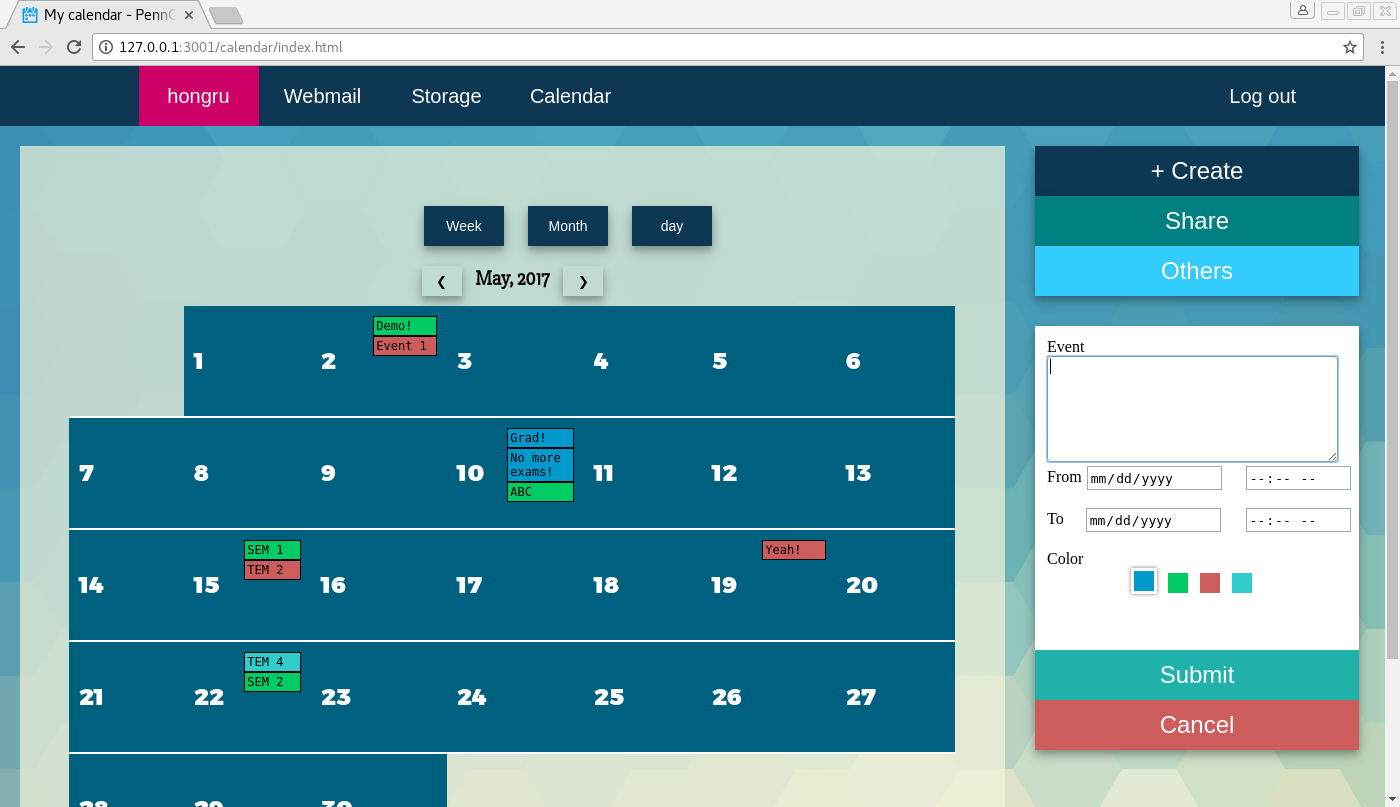 My calendar - Penn
127.0.0.1:3001/calendar/index.html
hongru Webmail Storage Calendar Log out
+ Create
Share
Others
Week Month day
❮ May, 2017 ❯
Demo!
Event 1
1 2 3 4 5 6
Grad!
No more
exams!
ABC
7 8 9 10 11 12 13
SEM 1 Yeah!
TEM 2
14 15 16 17 18 19 20
TEM 4
SEM 2
21 22 23 24 25 26 27
28 29 30
Event
From mm/dd/yyyy --:-- --
To mm/dd/yyyy --:-- --
Color
Submit
Cancel